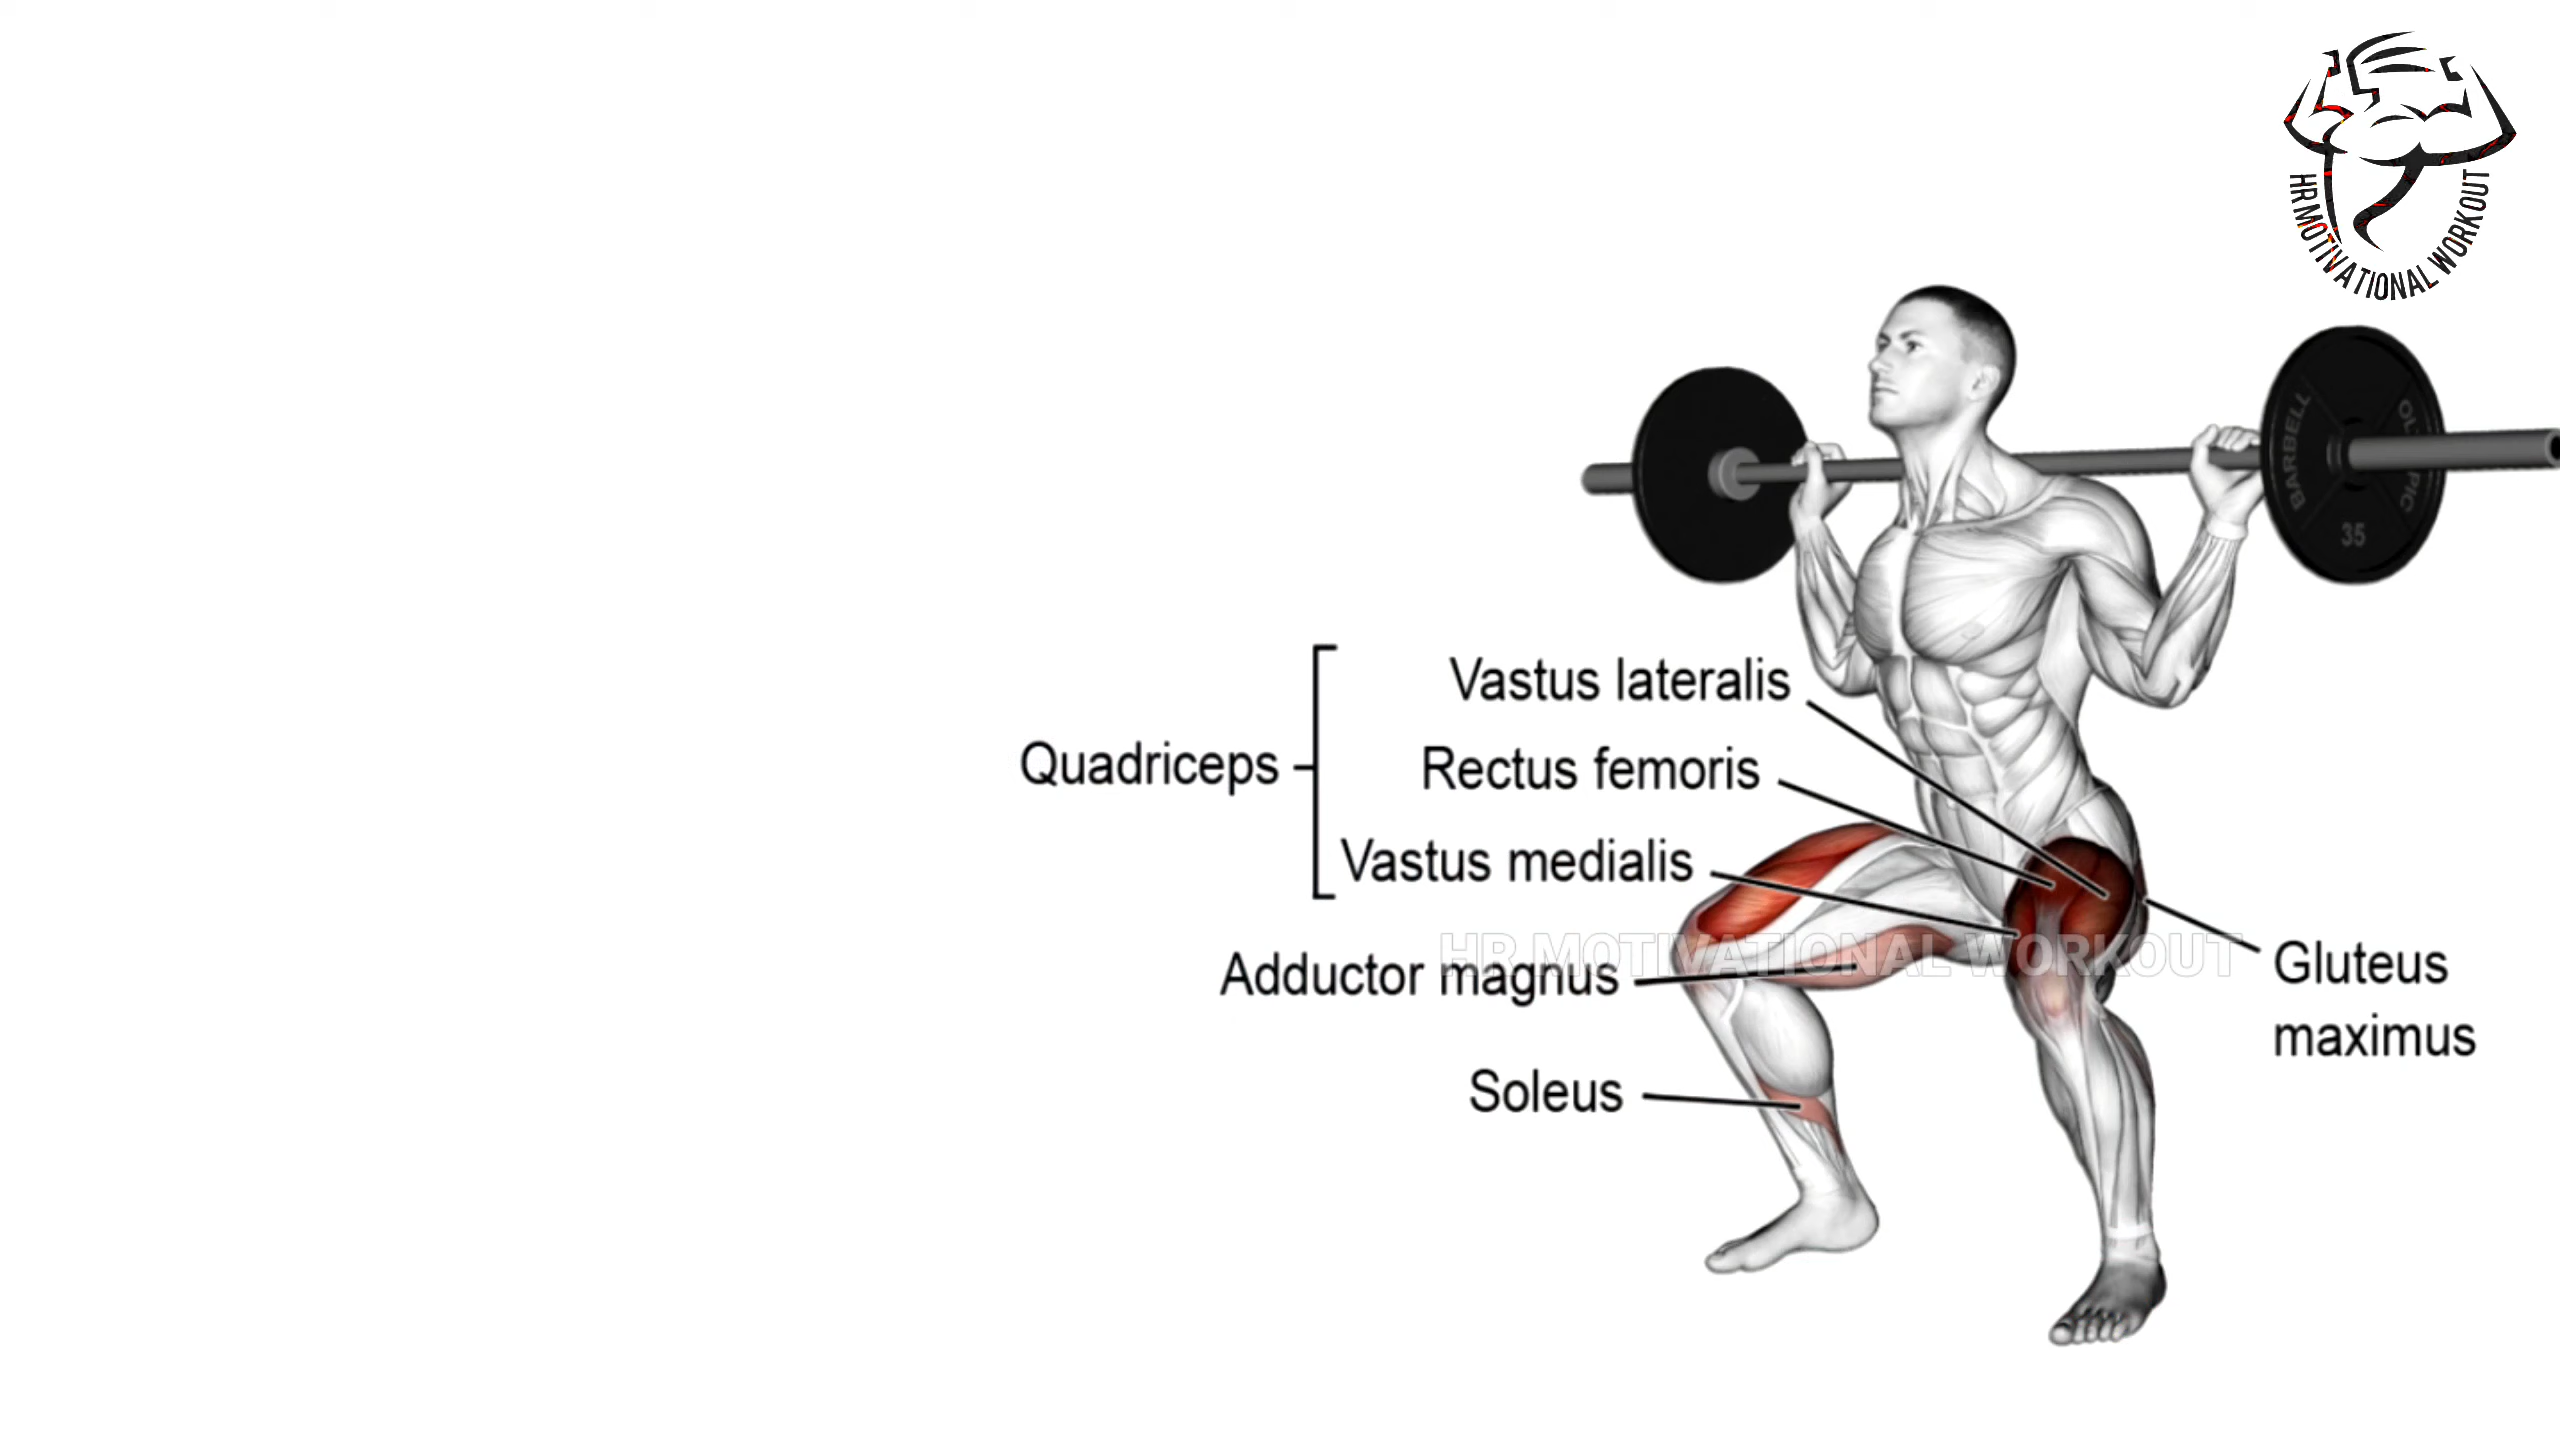 HR MOTIVATIONAL WORKOUT
BARBELL
35
Vastus lateralis
Quadriceps
Rectus femoris
Vastus medialis
HR MOTIVATIONAL WORKOUT
Adductor magnus
Gluteus
maximus
Soleus